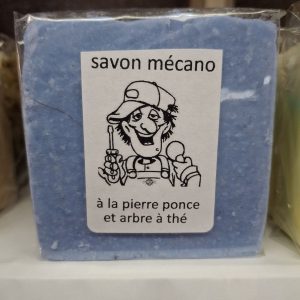 savon mécano
à la pierre ponce
et arbre à thé